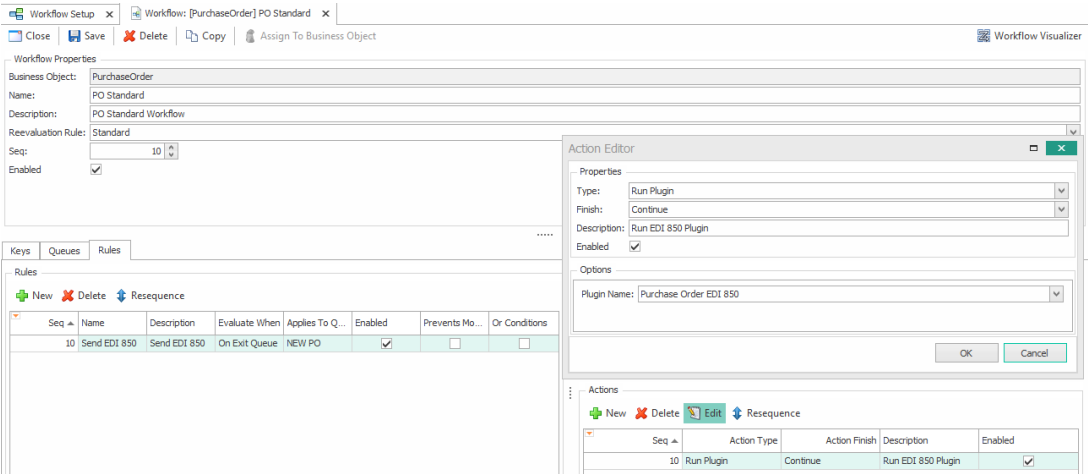 Workflow Setup x Workflow: [PurchaseOrder] PO Standard x
Close Save Delete Copy Assign To Business Object Workflow Visualizer
Workflow Properties
Business Object: PurchaseOrder
Name: PO Standard
Description: PO Standard Workflow
Reevaluation Rule: Standard
Seq: 10
Enabled
Action Editor
Properties
Type: Run Plugin
Finish: Continue
Description: Run EDI 850 Plugin
Enabled
Options
Plugin Name: Purchase Order EDI 850
OK Cancel
Keys Queues Rules
Rules
New Delete Resequence
Seq Name Description Evaluate When Applies To Q... Enabled Prevents Mo... Or Conditions
10 Send EDI 850 Send EDI 850 On Exit Queue NEW PO
Actions
New Delete Edit Resequence
Seq Action Type Action Finish Description Enabled
10 Run Plugin Continue Run EDI 850 Plugin